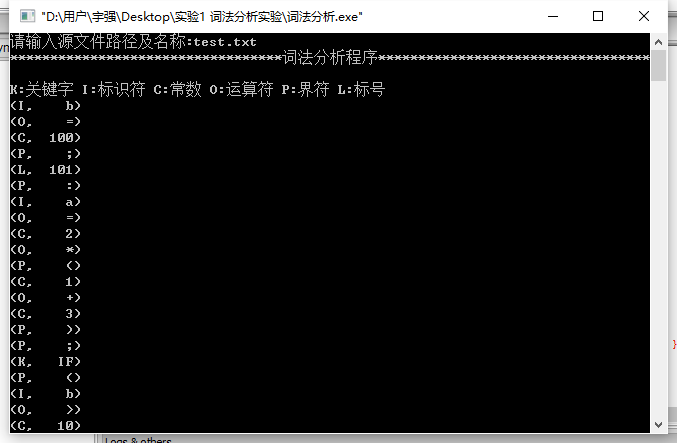 "D:\用户\宇强\Desktop\实验1 词法分析实验\词法分析.exe"
请输入源文件路径及名称:test.txt
******************************词法分析程序******************************
K:关键字 I:标识符 C:常数 O:运算符 P:界符 L:标号
(I,    b)
(O,    =)
(C,  100)
(P,    ;)
(L,  101)
(P,    :)
(I,    a)
(O,    =)
(C,    2)
(O,    *)
(P,    ()
(C,    1)
(O,    +)
(C,    3)
(P,    ))
(P,    ;)
(K,   IF)
(P,    ()
(I,    b)
(O,    >)
(C,   10)
}
Logs & others